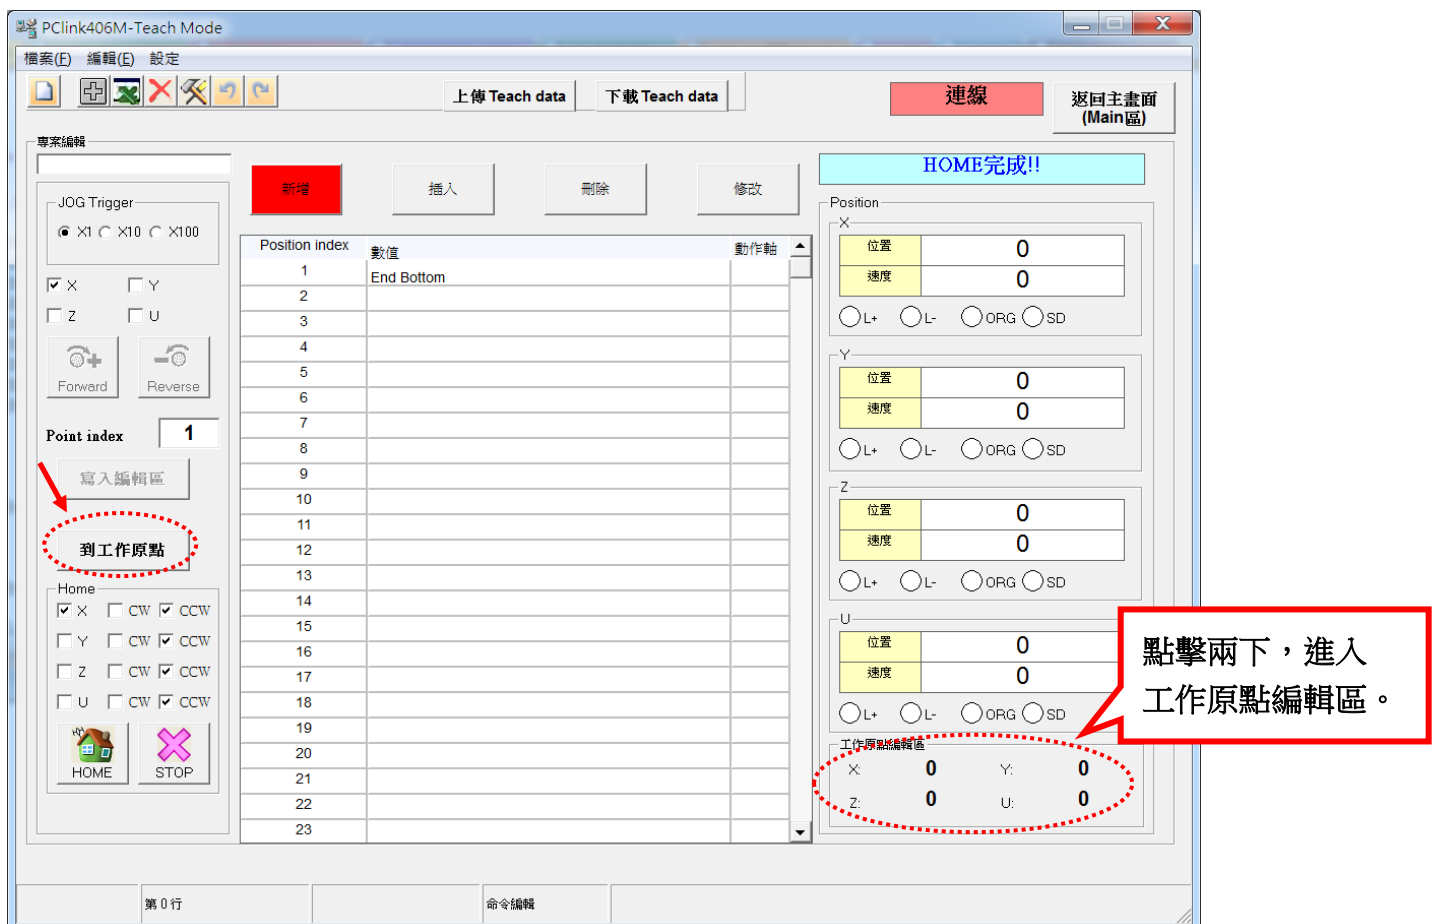 PClink406M-Teach Mode
檔案(F) 編輯(E) 設定
上傳 Teach data
下載 Teach data
連線
返回主畫面
(Main區)
專案編輯
JOG Trigger
X1 X10 X100
X Y
Z U
Forward Reverse
Point index 1
寫入編輯區
到工作原點
Home
X CW CCW
Y CW CCW
Z CW CCW
U CW CCW
HOME STOP
新增 插入 刪除 修改
Position index 數值 動作軸
1 End Bottom
2
3
4
5
6
7
8
9
10
11
12
13
14
15
16
17
18
19
20
21
22
23
HOME完成!!
Position
X
位置 0
速度 0
L+ L- ORG SD
Y
位置 0
速度 0
L+ L- ORG SD
Z
位置 0
速度 0
L+ L- ORG SD
U
位置 0
速度 0
L+ L- ORG SD
工作原點編輯區
X: 0 Y: 0
Z: 0 U: 0
點擊兩下，進入
工作原點編輯區。
第 0 行
命令編輯